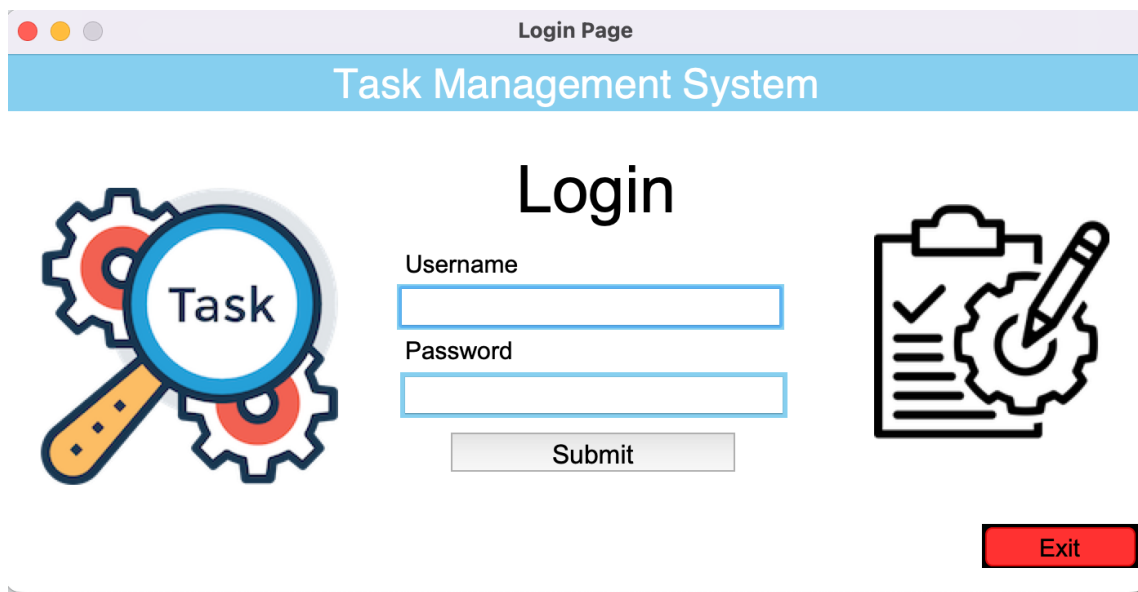 Login Page
Task Management System
Login
Task
Username
Password
Submit
Exit